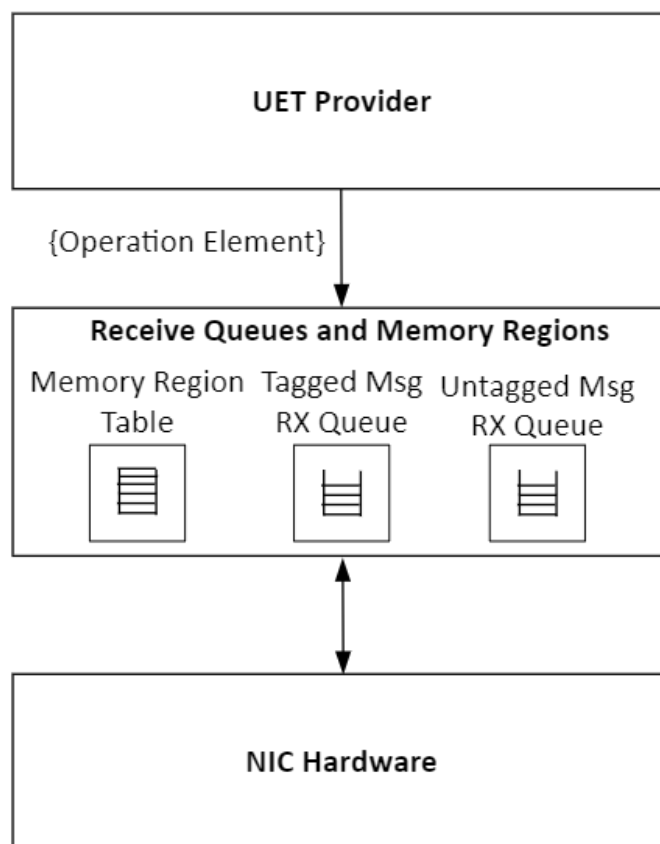 UET Provider
{Operation Element}
Receive Queues and Memory Regions
Memory Region
Table
Tagged Msg
RX Queue
Untagged Msg
RX Queue
NIC Hardware